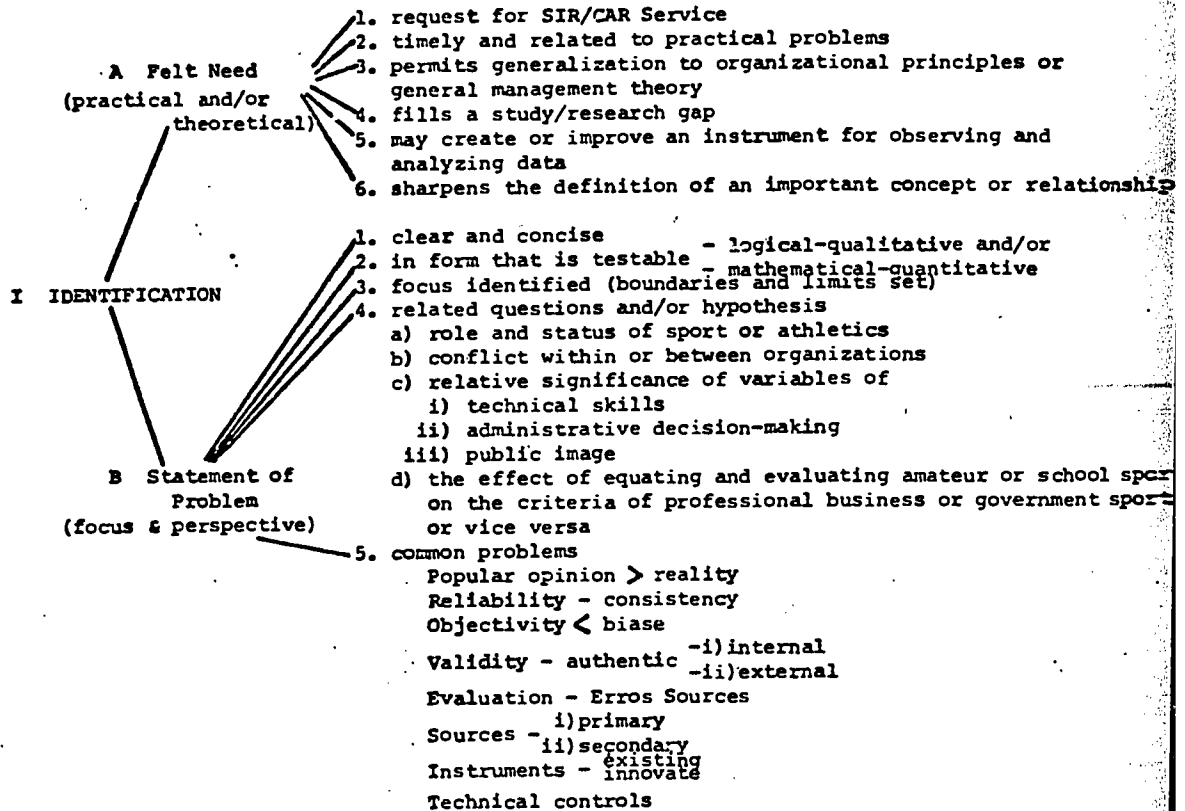 1. request for SIR/CAR Service
2. timely and related to practical problems
A Felt Need
(practical and/or
theoretical)
3. permits generalization to organizational principles or
general management theory
4. fills a study/research gap
5. may create or improve an instrument for observing and
analyzing data
6. sharpens the definition of an important concept or relationship
I IDENTIFICATION
1. clear and concise
2. in form that is testable - logical-qualitative and/or
- mathematical-quantitative
3. focus identified (boundaries and limits set)
4. related questions and/or hypothesis
a) role and status of sport or athletics
b) conflict within or between organizations
c) relative significance of variables of
i) technical skills
ii) administrative decision-making
iii) public image
B Statement of
Problem
(focus & perspective)
d) the effect of equating and evaluating amateur or school spor
on the criteria of professional business or government sport
or vice versa
5. common problems
Popular opinion > reality
Reliability - consistency
Objectivity < biase
Validity - authentic -i)internal
-ii)external
Evaluation - Erros Sources
Sources - i)primary
ii)secondary
Instruments - existing
innovate
Technical controls